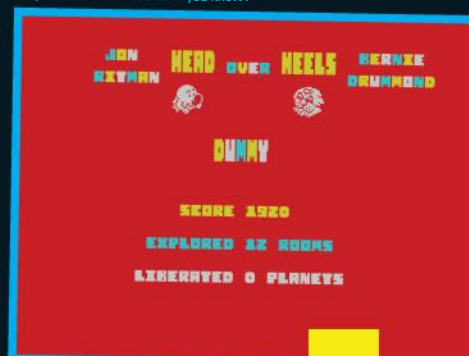 JON
RITMAN
HEAD OVER HEELS
BERNIE
DRUMMOND
DUMMY
SCORE 1920
EXPLORED 12 ROOMS
LIBERATED 0 PLANETS